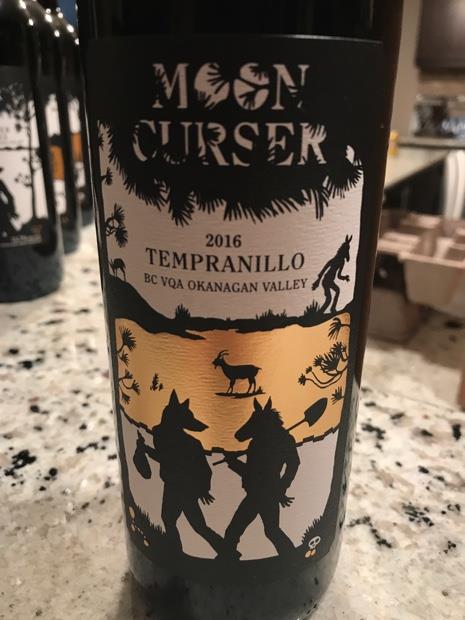 MOON
CURSER
2016
TEMPRANILLO
BC VQA OKANAGAN VALLEY